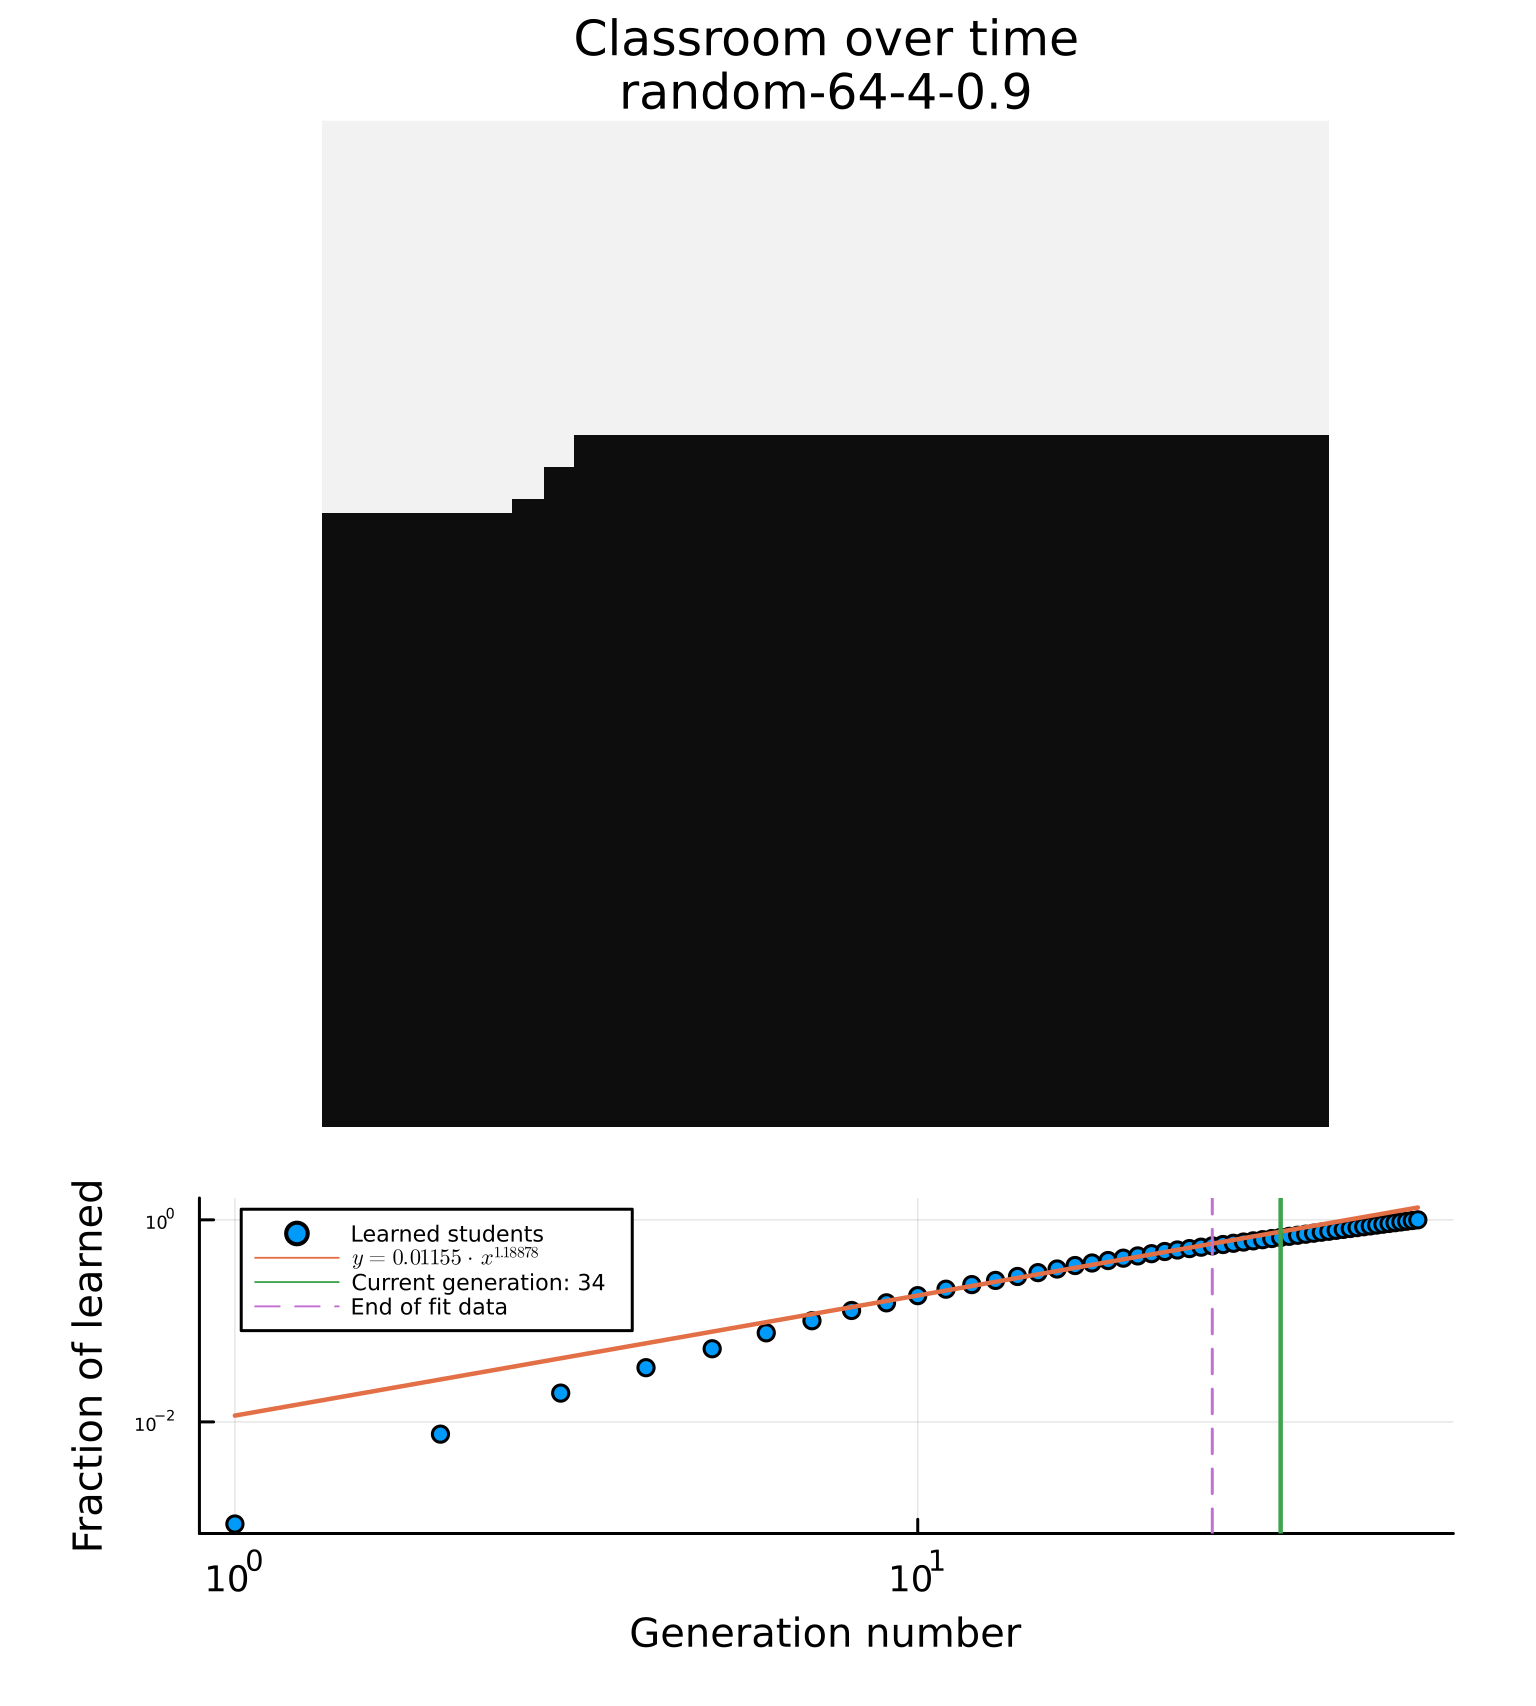 Classroom over time
random-64-4-0.9
Fraction of learned
10^0
10^−2
Learned students
y = 0.01155 · x^1.18878
Current generation: 34
End of fit data
10^0
10^1
Generation number